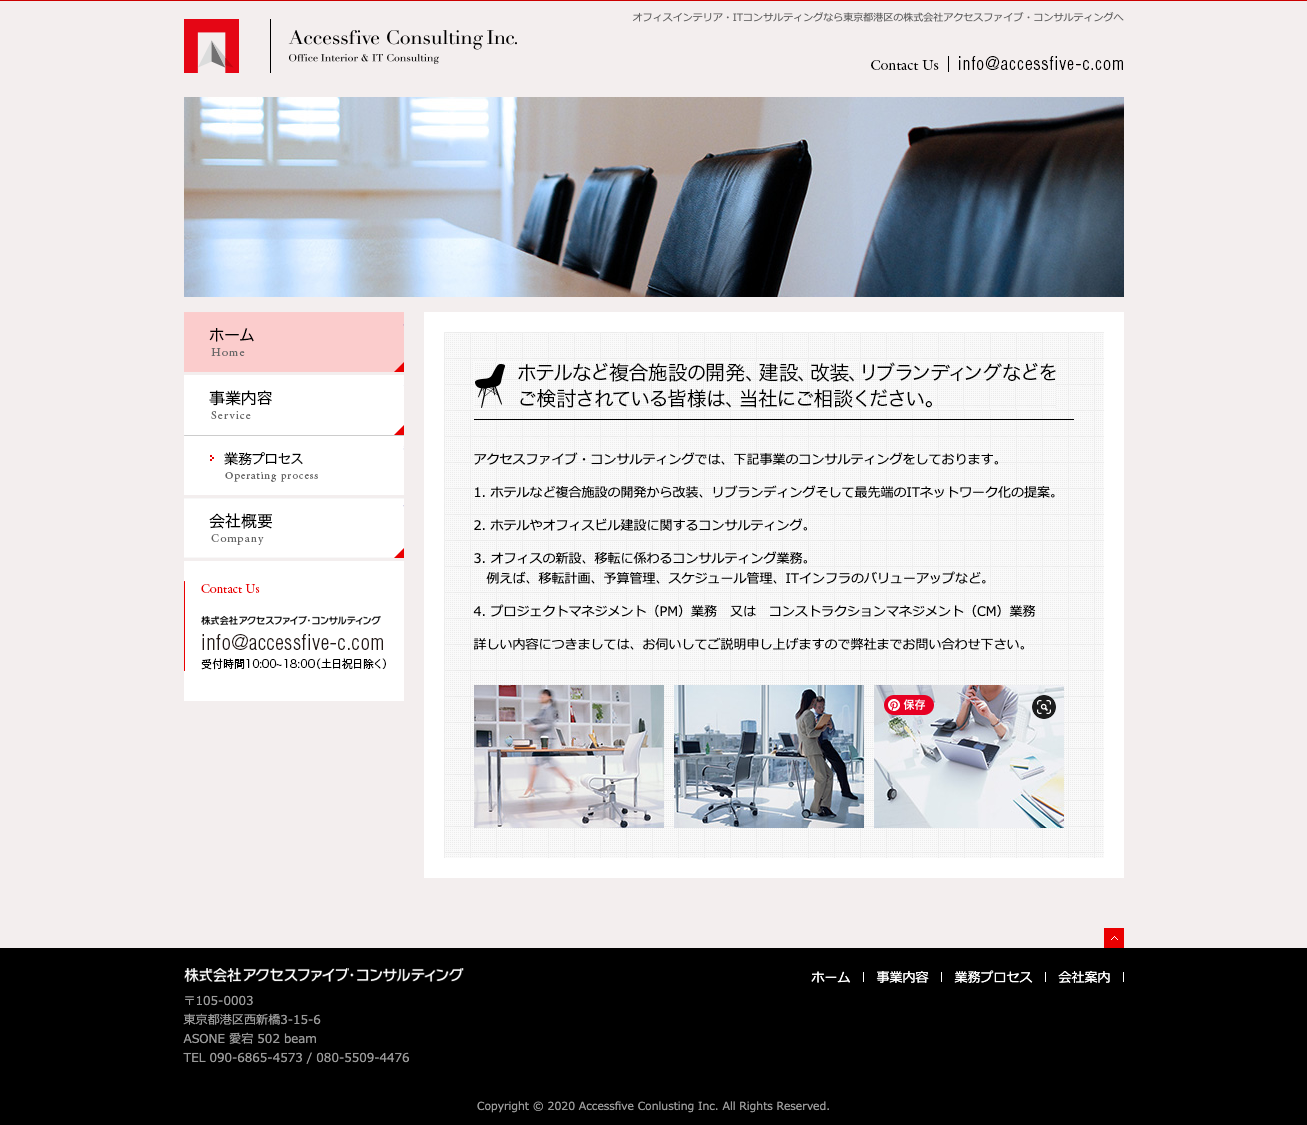 オフィスインテリア・ITコンサルティングなら東京都港区の株式会社アクセスファイブ・コンサルティングへ
Accessfive Consulting Inc.
Office Interior & IT Consulting
Contact Us
info@accessfive-c.com
ホーム
Home
事業内容
Service
業務プロセス
Operating process
会社概要
Company
Contact Us
株式会社アクセスファイブ・コンサルティング
info@accessfive-c.com
受付時間10:00~18:00(土日祝日除く)
ホテルなど複合施設の開発、建設、改装、リブランディングなどを
ご検討されている皆様は、当社にご相談ください。
アクセスファイブ・コンサルティングでは、下記事業のコンサルティングをしております。
1. ホテルなど複合施設の開発から改装、リブランディングそして最先端のITネットワーク化の提案。
2. ホテルやオフィスビル建設に関するコンサルティング。
3. オフィスの新設、移転に係わるコンサルティング業務。
例えば、移転計画、予算管理、スケジュール管理、ITインフラのバリューアップなど。
4. プロジェクトマネジメント（PM）業務　又は　コンストラクションマネジメント（CM）業務
詳しい内容につきましては、お伺いしてご説明申し上げますので弊社までお問い合わせ下さい。
保存
株式会社アクセスファイブ・コンサルティング
〒105-0003
東京都港区西新橋3-15-6
ASONE 愛宕 502 beam
TEL 090-6865-4573 / 080-5509-4476
ホーム
事業内容
業務プロセス
会社案内
Copyright © 2020 Accessfive Conlusting Inc. All Rights Reserved.